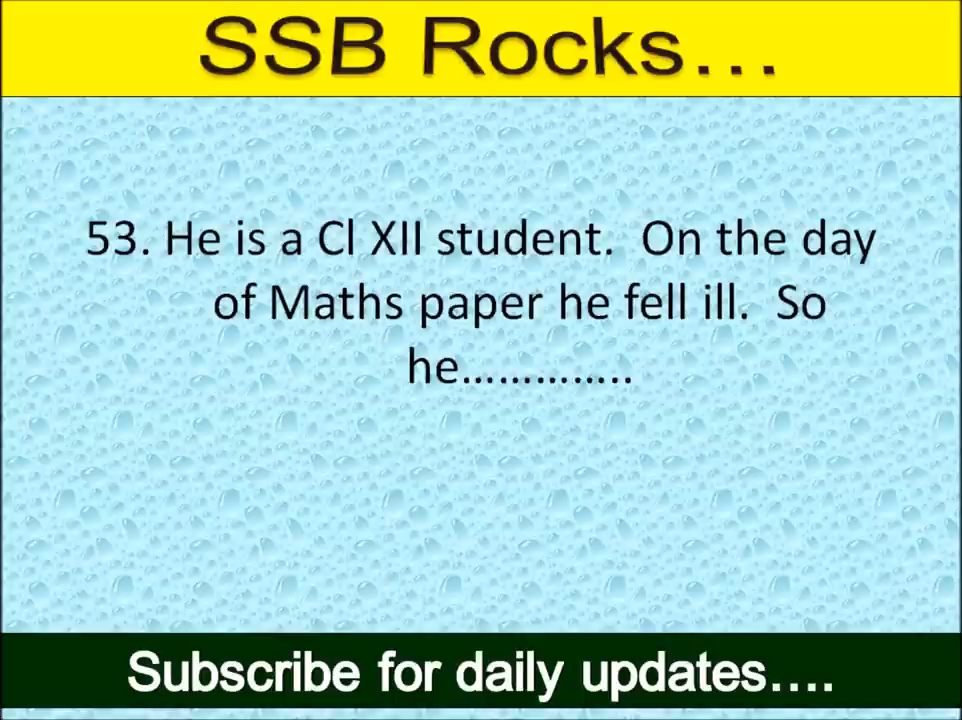 SSB Rocks...
53. He is a Cl XII student.  On the day
of Maths paper he fell ill.  So
he…………..
Subscribe for daily updates….